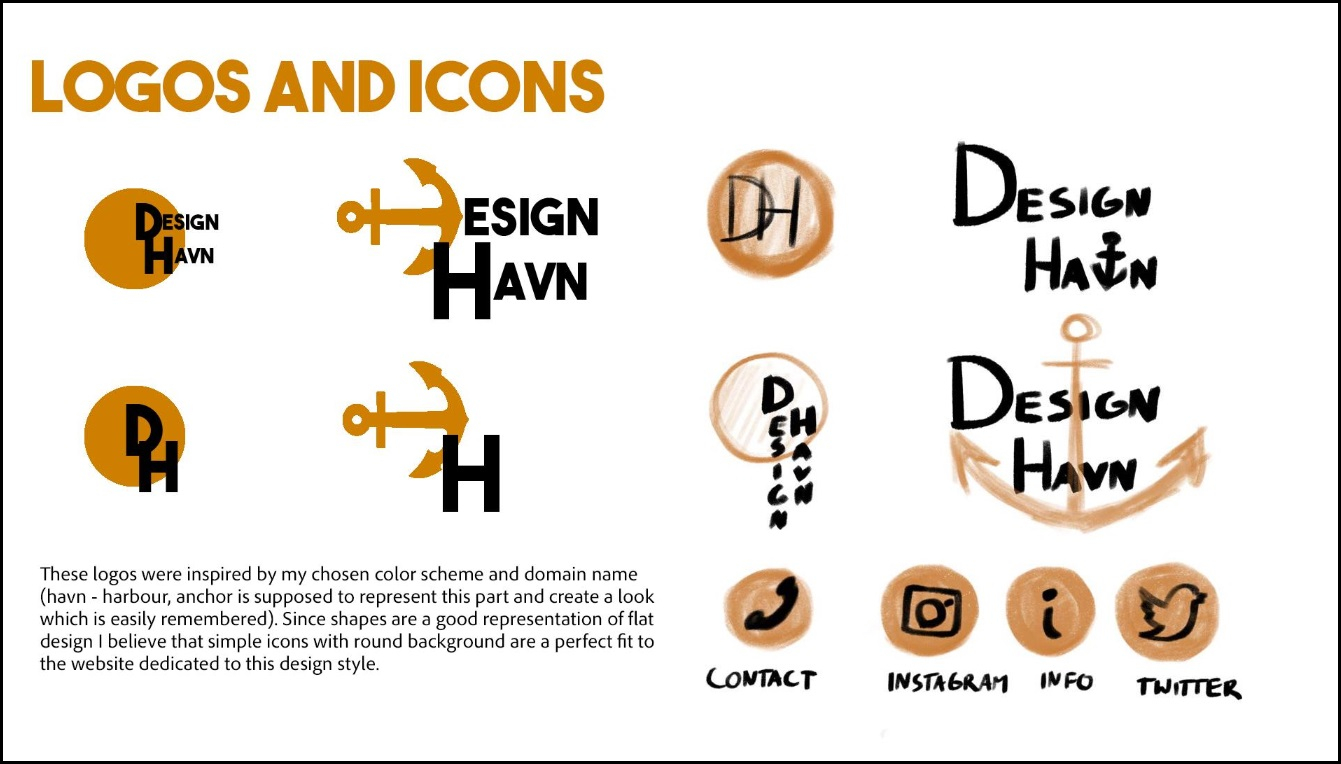 LOGOS AND ICONS
DESIGN
HAVN
DESIGN
HAVN
DH
H
These logos were inspired by my chosen color scheme and domain name
(havn - harbour, anchor is supposed to represent this part and create a look
which is easily remembered). Since shapes are a good representation of flat
design I believe that simple icons with round background are a perfect fit to
the website dedicated to this design style.
DH
DESIGN
HAVN
DESIGN
HAVN
DESIGN
HAVN
i
CONTACT
INSTAGRAM
INFO
TWITTER